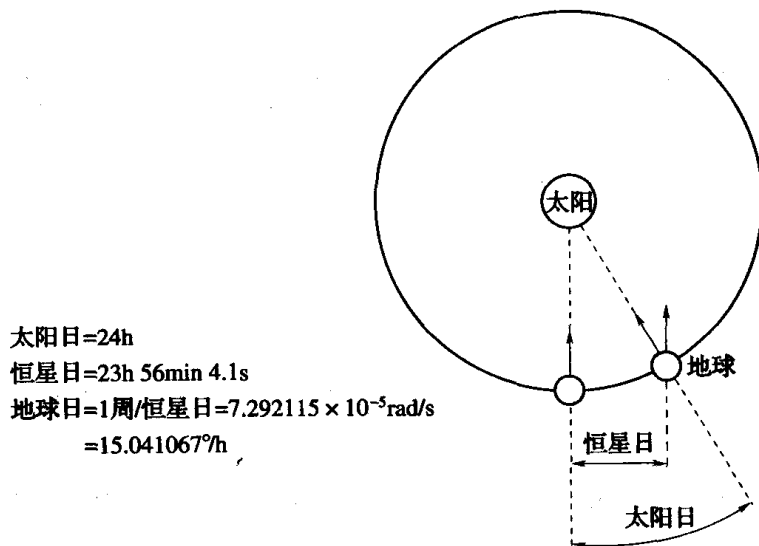 太阳
太阳日=24h
恒星日=23h 56min 4.1s
地球
地球日=1周/恒星日=7.292115×10⁻⁵rad/s
=15.041067°/h
恒星日
太阳日